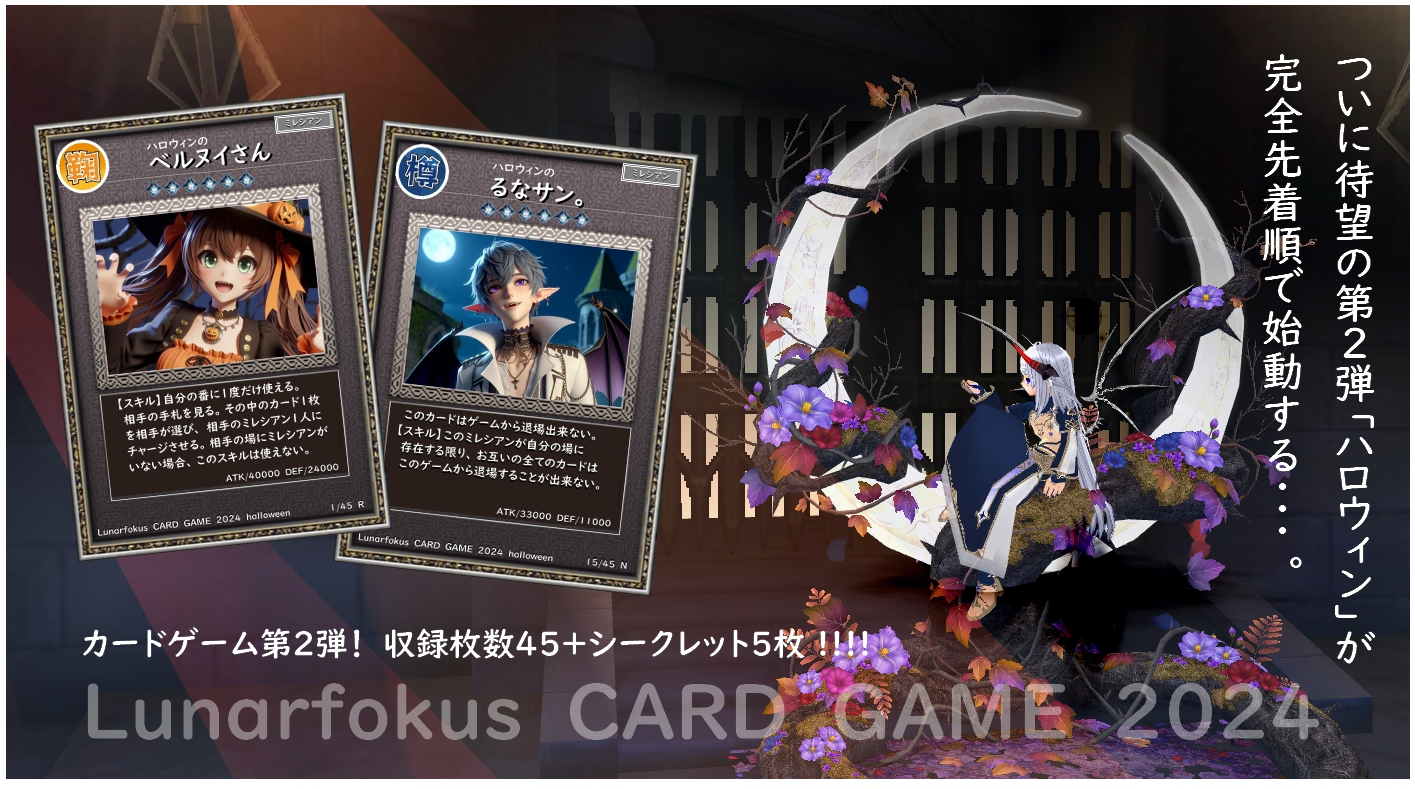 ついに待望の第2弾「ハロウィン」が
完全先着順で始動する・・・。
ミレシアン
鞠
ハロウィンの
ベルヌイさん
【スキル】自分の番に1度だけ使える。
相手の手札を見る。その中のカード1枚
を相手が選び、相手のミレシアン1人に
チャージさせる。相手の場にミレシアンが
いない場合、このスキルは使えない。
ATK/40000 DEF/24000
Lunarfokus CARD GAME 2024 halloween
1/45 R
ミレシアン
樽
ハロウィンの
るなサン。
このカードはゲームから退場出来ない。
【スキル】このミレシアンが自分の場に
存在する限り、お互いの全てのカードは
このゲームから退場することが出来ない。
ATK/33000 DEF/11000
Lunarfokus CARD GAME 2024 halloween
15/45 N
カードゲーム第2弾! 収録枚数45+シークレット5枚 !!!!
Lunarfokus CARD GAME 2024